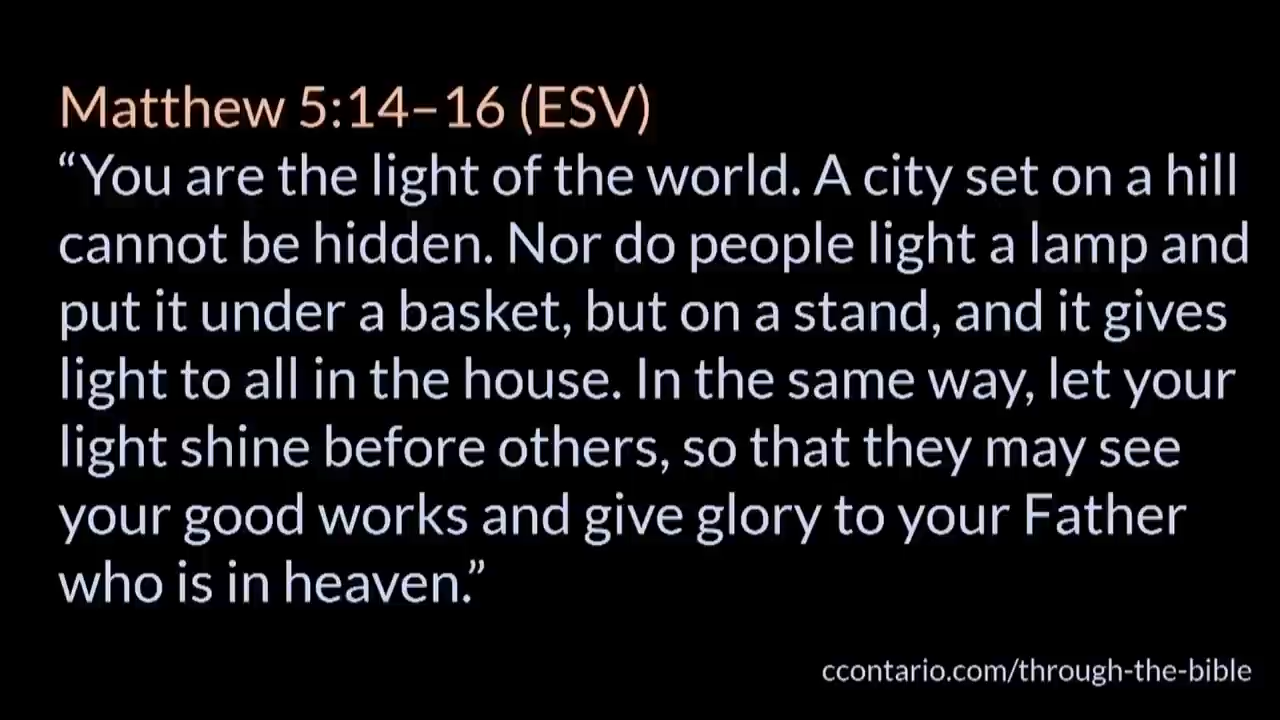 Matthew 5:14–16 (ESV)
“You are the light of the world. A city set on a hill
cannot be hidden. Nor do people light a lamp and
put it under a basket, but on a stand, and it gives
light to all in the house. In the same way, let your
light shine before others, so that they may see
your good works and give glory to your Father
who is in heaven.”
ccontario.com/through-the-bible